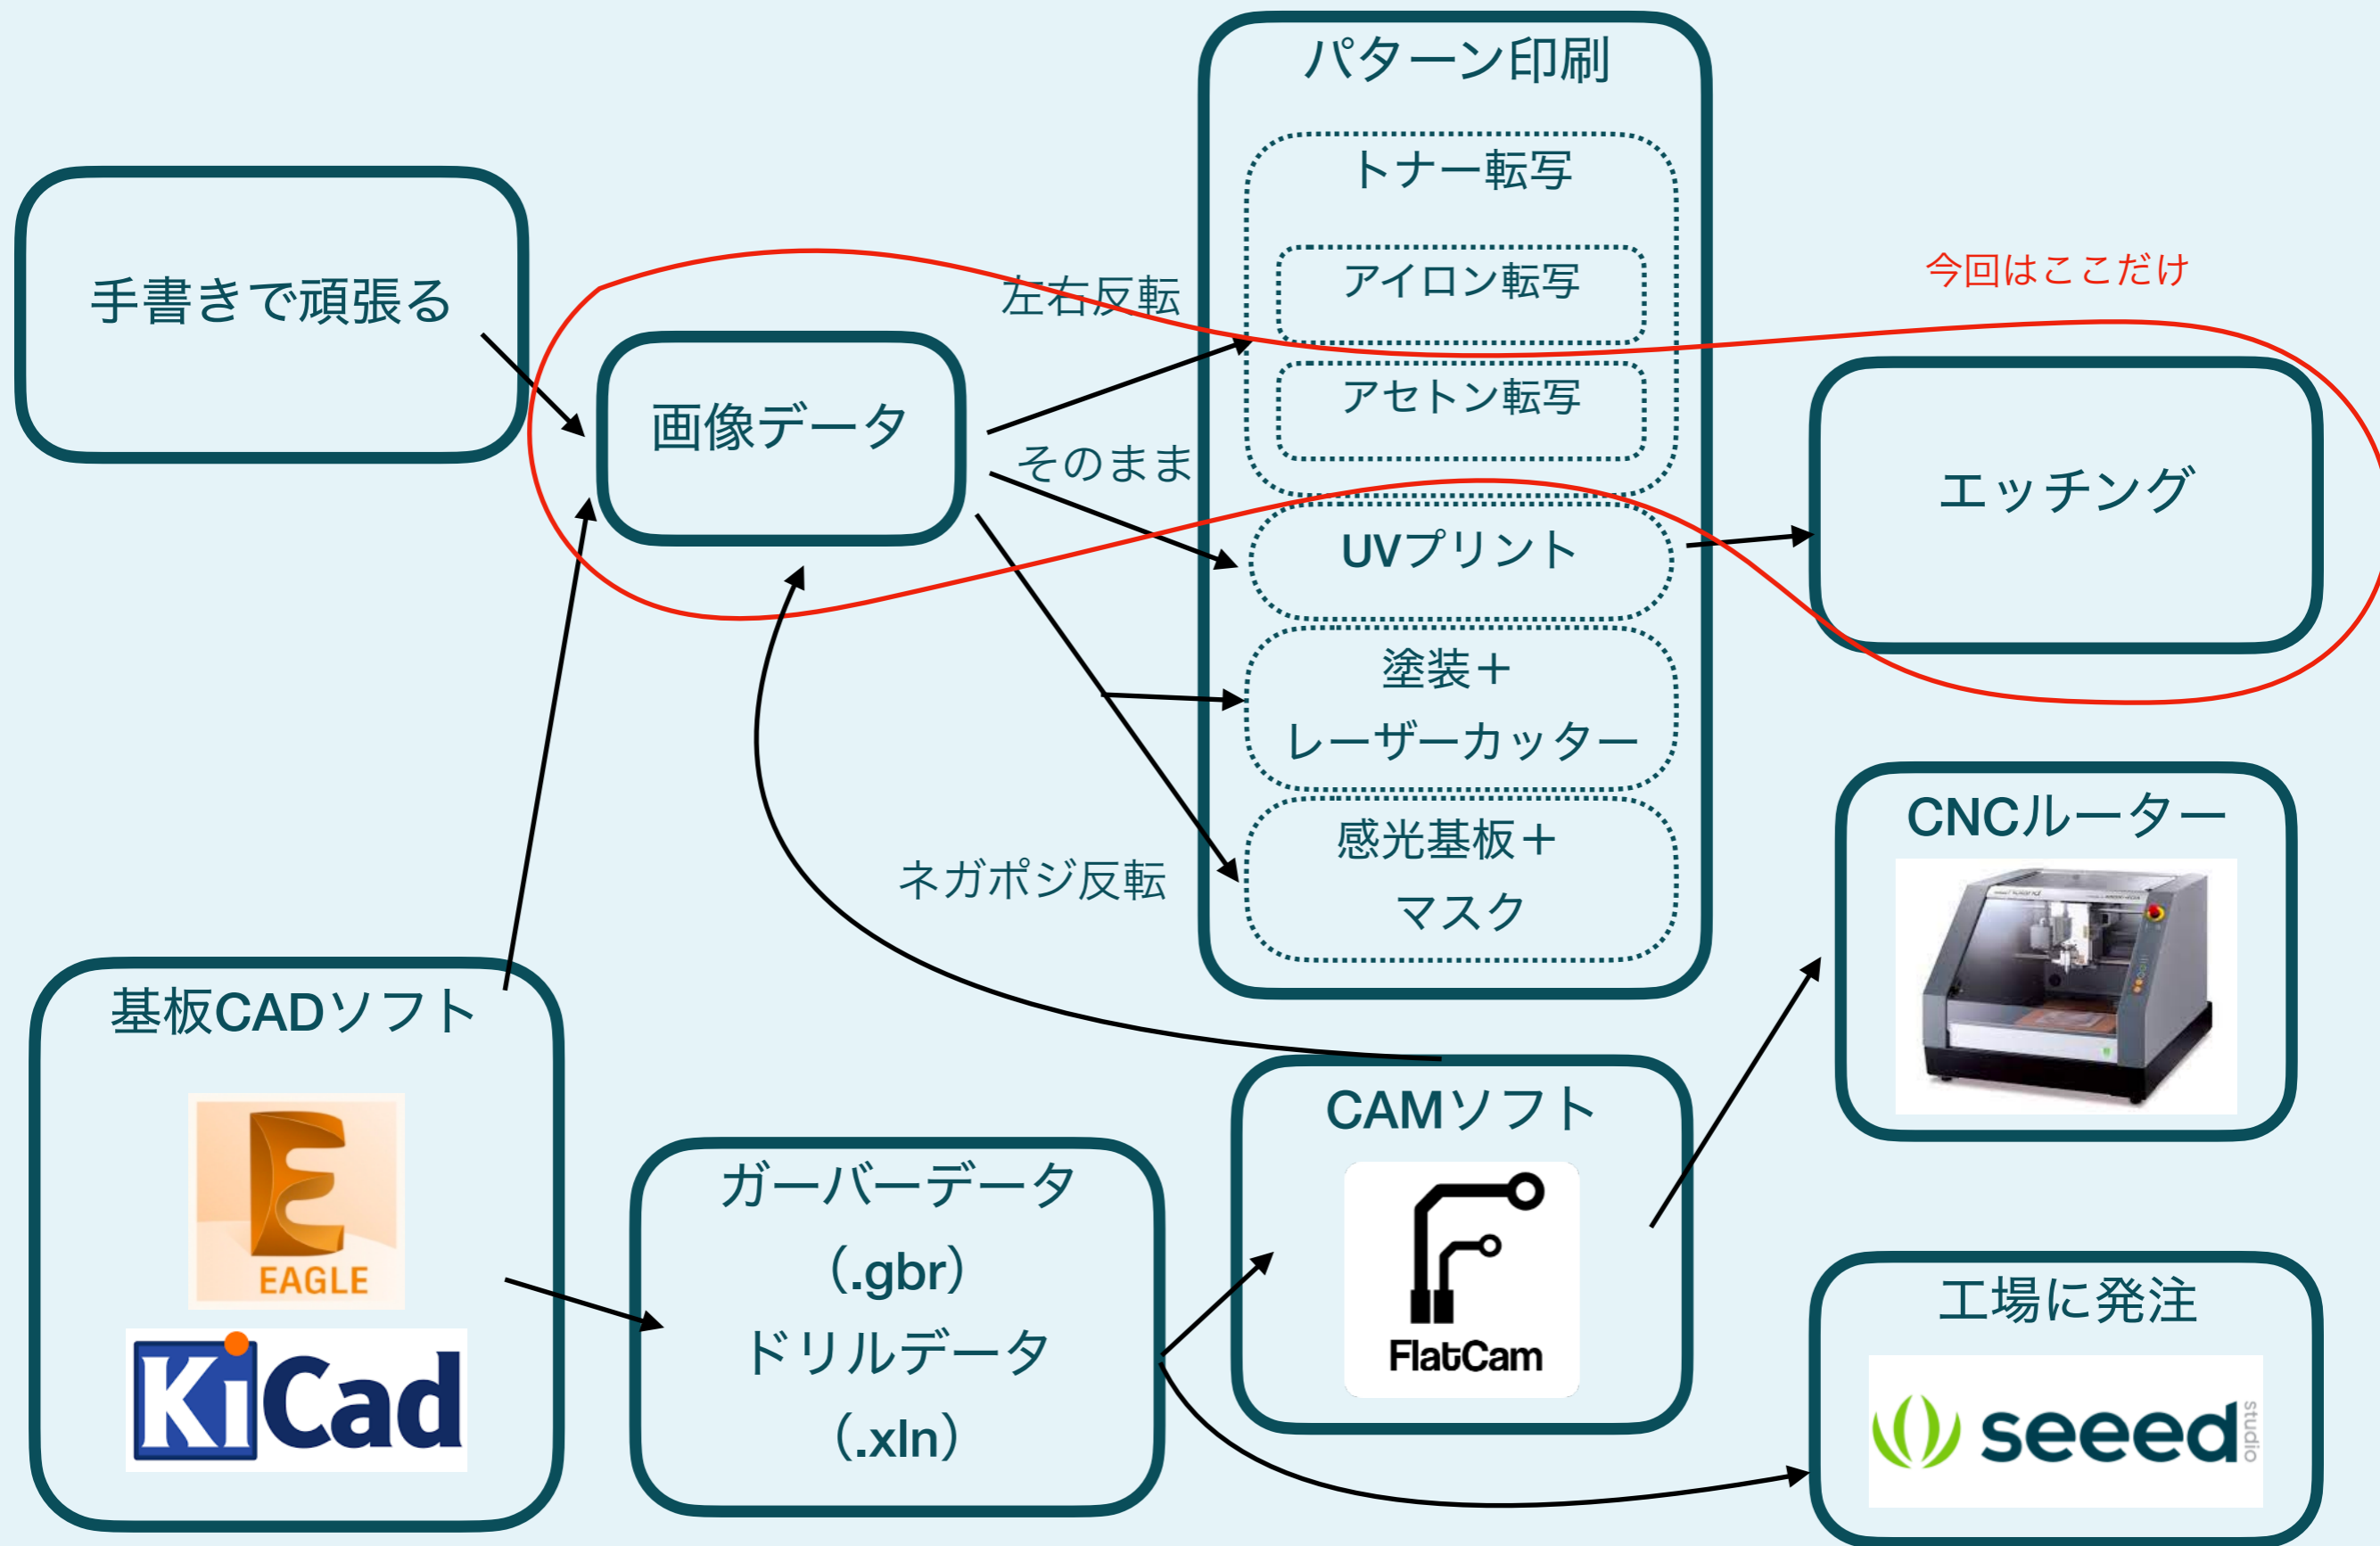 パターン印刷
トナー転写
アイロン転写
アセトン転写
UVプリント
塗装＋
レーザーカッター
感光基板＋
マスク
手書きで頑張る
画像データ
左右反転
そのまま
ネガポジ反転
今回はここだけ
エッチング
CNCルーター
基板CADソフト
EAGLE
KiCad
ガーバーデータ
（.gbr）
ドリルデータ
（.xln）
CAMソフト
FlatCam
工場に発注
seeed
studio